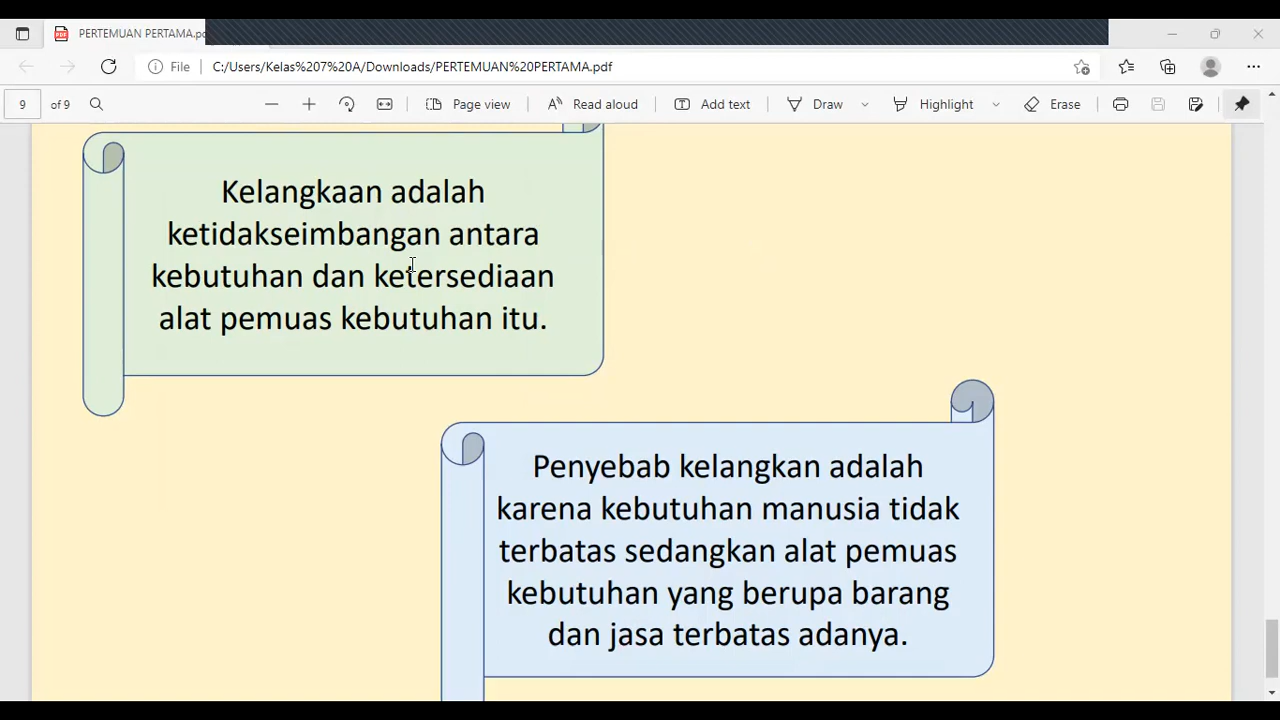 PERTEMUAN PERTAMA.p
File
C:/Users/Kelas%207%20A/Downloads/PERTEMUAN%20PERTAMA.pdf
9 of 9
Page view
Read aloud
Add text
Draw
Highlight
Erase
Kelangkaan adalah
ketidakseimbangan antara
kebutuhan dan ketersediaan
alat pemuas kebutuhan itu.
Penyebab kelangkan adalah
karena kebutuhan manusia tidak
terbatas sedangkan alat pemuas
kebutuhan yang berupa barang
dan jasa terbatas adanya.